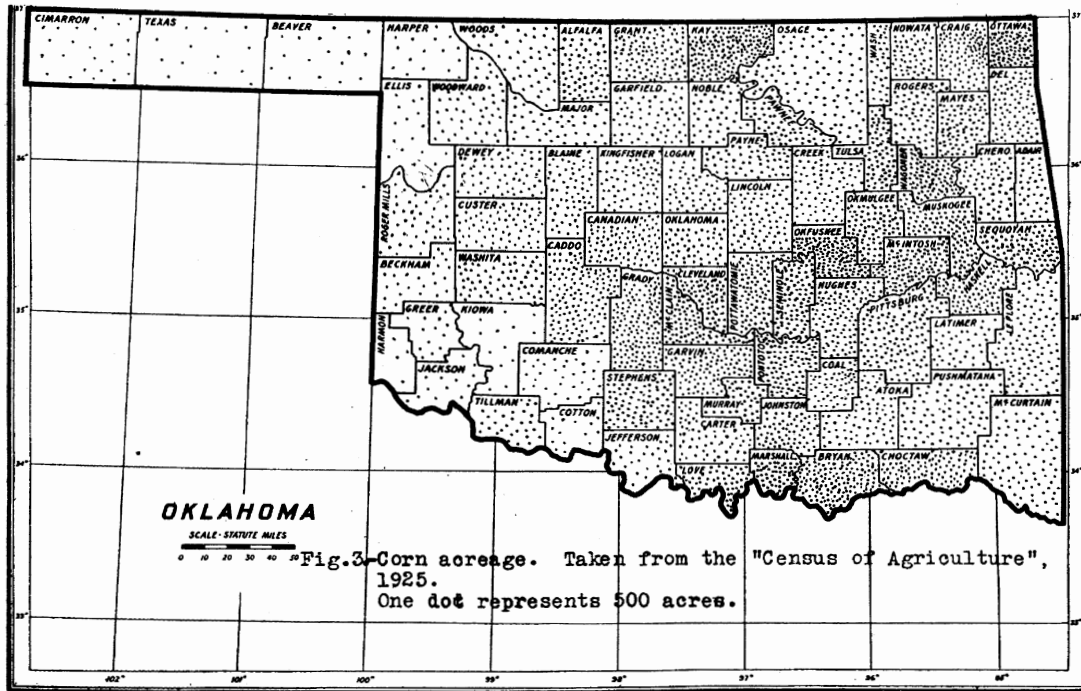 37° 37°
CIMARRON TEXAS BEAVER HARPER WOODS ALFALFA GRANT KAY OSAGE WASH NOWATA CRAIG OTTAWA
ELLIS WOODWARD MAJOR GARFIELD NOBLE PAWNEE ROGERS MAYES DEL
36° 36°
DEWEY BLAINE KINGFISHER LOGAN PAYNE CREEK TULSA WAGONER CHERO ADAIR
ROGER MILLS CUSTER CANADIAN OKLAHOMA LINCOLN OKMULGEE MUSKOGEE
BECKHAM WASHITA CADDO GRADY CLEVELAND OKFUSKEE McINTOSH SEQUOYAH
35° 35°
GREER KIOWA McCLAIN POTTAWATOMIE SEMINOLE HUGHES PITTSBURG HASKELL LATIMER LE FLORE
HARMON JACKSON COMANCHE GARVIN PONTOTOC COAL
TILLMAN COTTON STEPHENS MURRAY JOHNSTON ATOKA PUSHMATAHA McCURTAIN
JEFFERSON CARTER
34° 34°
LOVE MARSHALL BRYAN CHOCTAW
OKLAHOMA
SCALE-STATUTE MILES
0 10 20 30 40 50
Fig.3-Corn acreage. Taken from the "Census of Agriculture",
1925.
One dot represents 500 acres.
102° 101° 100° 99° 98° 97° 96°